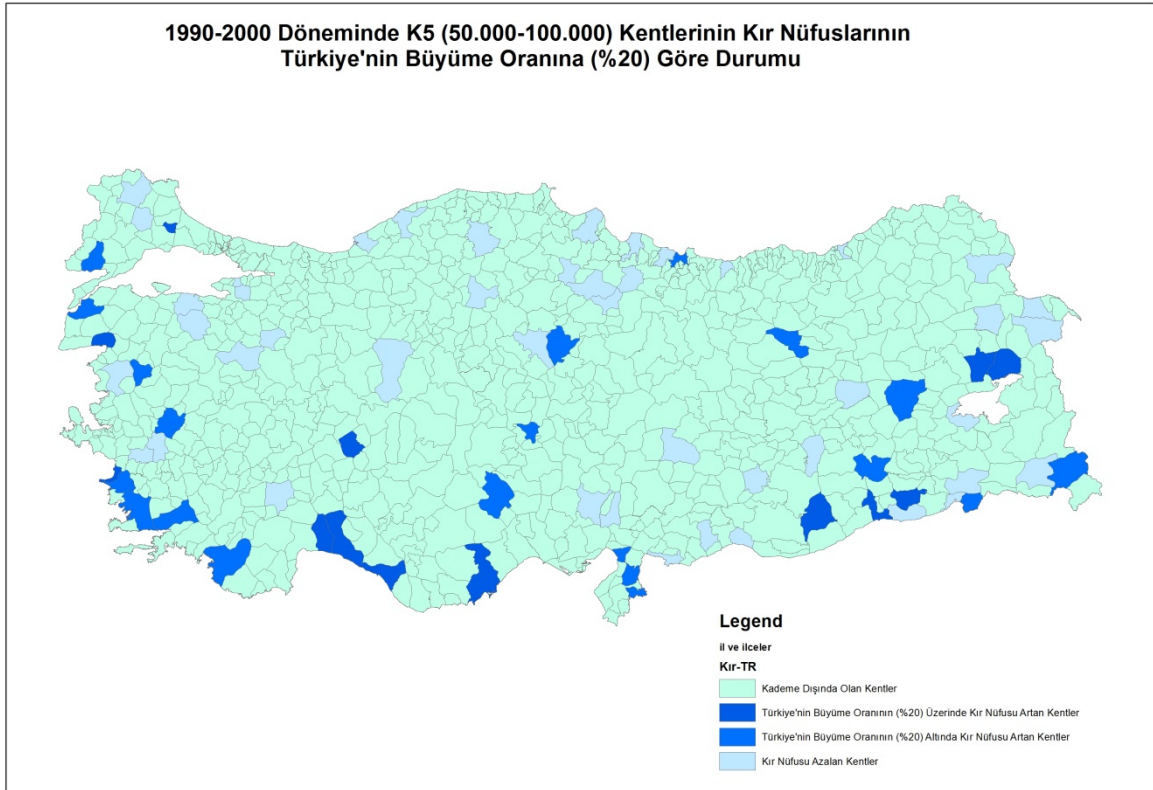 1990-2000 Döneminde K5 (50.000-100.000) Kentlerinin Kır Nüfuslarının
Türkiye'nin Büyüme Oranına (%20) Göre Durumu
Legend
il ve ilceler
Kır-TR
Kademe Dışında Olan Kentler
Türkiye'nin Büyüme Oranının (%20) Üzerinde Kır Nüfusu Artan Kentler
Türkiye'nin Büyüme Oranının (%20) Altında Kır Nüfusu Artan Kentler
Kır Nüfusu Azalan Kentler